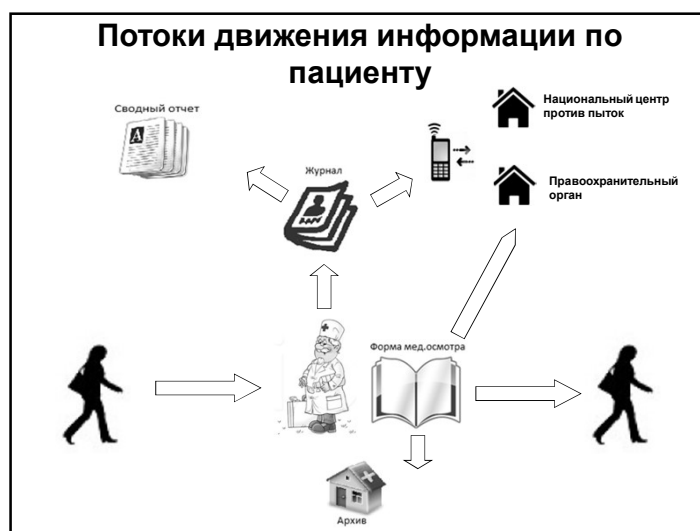 Потоки движения информации по
пациенту
Сводный отчет
Национальный центр
против пыток
Журнал
Правоохранительный
орган
Форма мед.осмотра
Архив